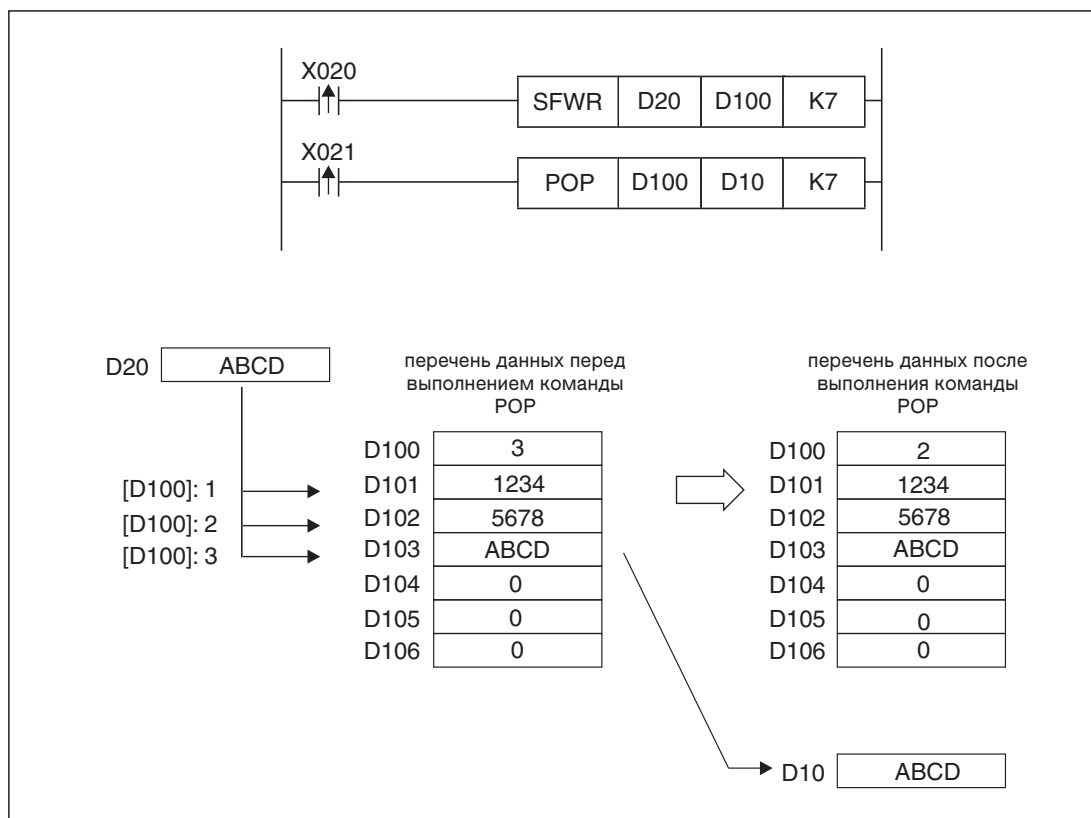 X020
SFWR D20 D100 K7
X021
POP D100 D10 K7
D20 ABCD
[D100]: 1
[D100]: 2
[D100]: 3
перечень данных перед
выполнением команды
POP
D100 3
D101 1234
D102 5678
D103 ABCD
D104 0
D105 0
D106 0
перечень данных после
выполнения команды
POP
D100 2
D101 1234
D102 5678
D103 ABCD
D104 0
D105 0
D106 0
D10 ABCD